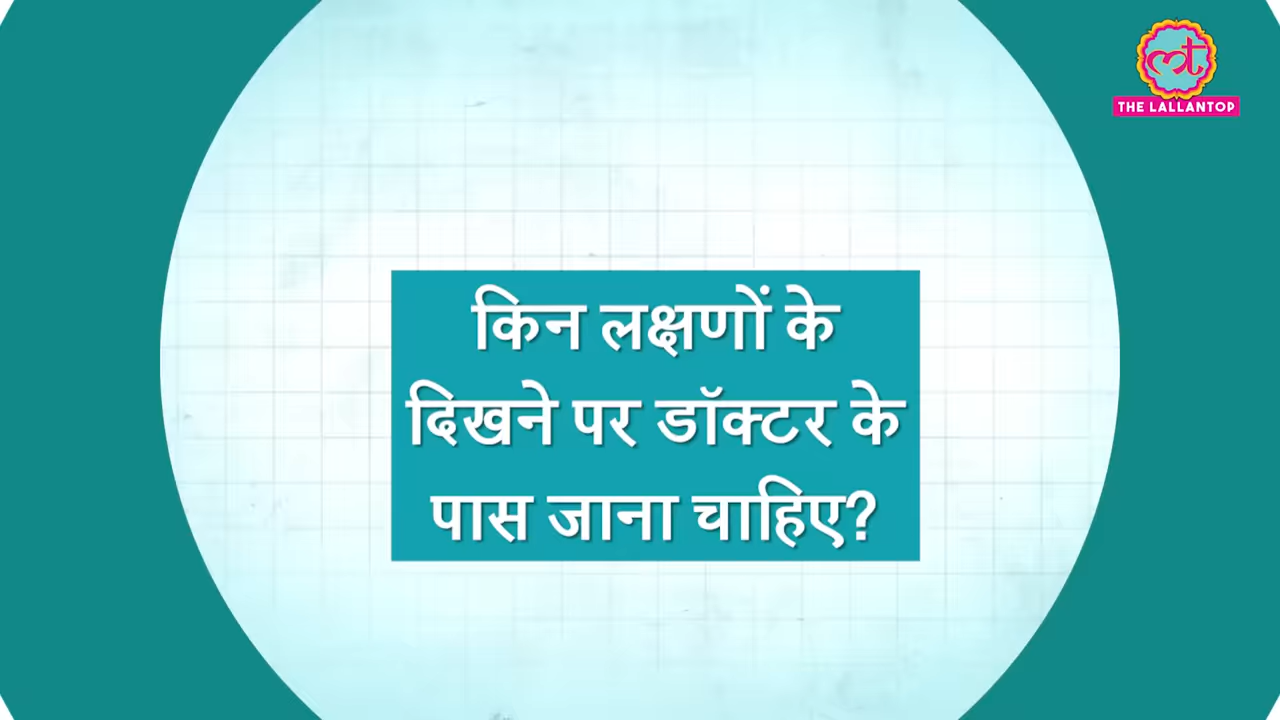 THE LALLANTOP
किन लक्षणों के
दिखने पर डॉक्टर के
पास जाना चाहिए?